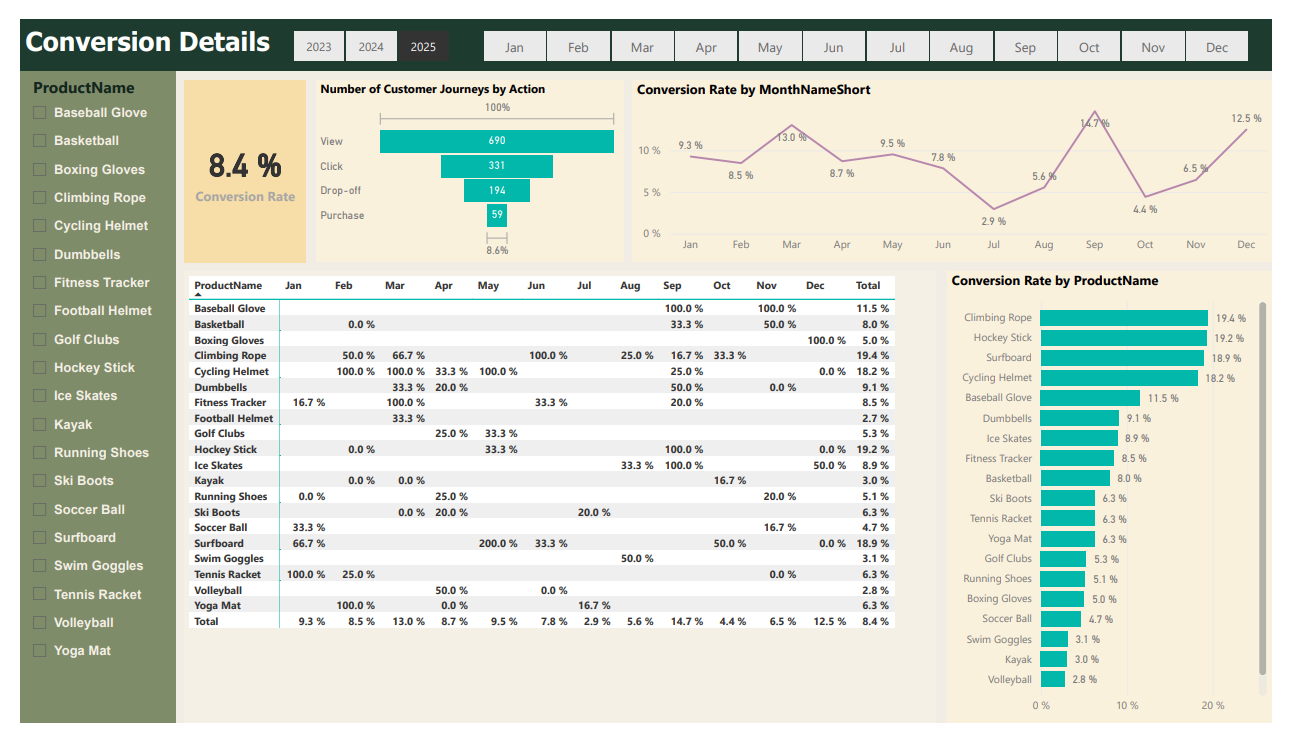 Conversion Details
2023 2024 2025
Jan Feb Mar Apr May Jun Jul Aug Sep Oct Nov Dec
ProductName
Baseball Glove
Basketball
Boxing Gloves
Climbing Rope
Cycling Helmet
Dumbbells
Fitness Tracker
Football Helmet
Golf Clubs
Hockey Stick
Ice Skates
Kayak
Running Shoes
Ski Boots
Soccer Ball
Surfboard
Swim Goggles
Tennis Racket
Volleyball
Yoga Mat
8.4 %
Conversion Rate
Number of Customer Journeys by Action
100%
View 690
Click 331
Drop-off 194
Purchase 59
8.6%
Conversion Rate by MonthNameShort
10 %
5 %
0 %
9.3 % 8.5 % 13.0 % 8.7 % 9.5 % 7.8 % 2.9 % 5.6 % 14.7 % 4.4 % 6.5 % 12.5 %
Jan Feb Mar Apr May Jun Jul Aug Sep Oct Nov Dec
ProductName Jan Feb Mar Apr May Jun Jul Aug Sep Oct Nov Dec Total
Baseball Glove 100.0 % 100.0 % 11.5 %
Basketball 0.0 % 33.3 % 50.0 % 8.0 %
Boxing Gloves 100.0 % 5.0 %
Climbing Rope 50.0 % 66.7 % 100.0 % 25.0 % 16.7 % 33.3 % 19.4 %
Cycling Helmet 100.0 % 100.0 % 33.3 % 100.0 % 25.0 % 0.0 % 18.2 %
Dumbbells 33.3 % 20.0 % 50.0 % 0.0 % 9.1 %
Fitness Tracker 16.7 % 100.0 % 33.3 % 20.0 % 8.5 %
Football Helmet 33.3 % 2.7 %
Golf Clubs 25.0 % 33.3 % 5.3 %
Hockey Stick 0.0 % 33.3 % 100.0 % 0.0 % 19.2 %
Ice Skates 33.3 % 100.0 % 50.0 % 8.9 %
Kayak 0.0 % 0.0 % 16.7 % 3.0 %
Running Shoes 0.0 % 25.0 % 20.0 % 5.1 %
Ski Boots 0.0 % 20.0 % 20.0 % 6.3 %
Soccer Ball 33.3 % 16.7 % 4.7 %
Surfboard 66.7 % 200.0 % 33.3 % 50.0 % 0.0 % 18.9 %
Swim Goggles 50.0 % 3.1 %
Tennis Racket 100.0 % 25.0 % 0.0 % 6.3 %
Volleyball 50.0 % 0.0 % 2.8 %
Yoga Mat 100.0 % 0.0 % 16.7 % 6.3 %
Total 9.3 % 8.5 % 13.0 % 8.7 % 9.5 % 7.8 % 2.9 % 5.6 % 14.7 % 4.4 % 6.5 % 12.5 % 8.4 %
Conversion Rate by ProductName
Climbing Rope 19.4 %
Hockey Stick 19.2 %
Surfboard 18.9 %
Cycling Helmet 18.2 %
Baseball Glove 11.5 %
Dumbbells 9.1 %
Ice Skates 8.9 %
Fitness Tracker 8.5 %
Basketball 8.0 %
Ski Boots 6.3 %
Tennis Racket 6.3 %
Yoga Mat 6.3 %
Golf Clubs 5.3 %
Running Shoes 5.1 %
Boxing Gloves 5.0 %
Soccer Ball 4.7 %
Swim Goggles 3.1 %
Kayak 3.0 %
Volleyball 2.8 %
0 % 10 % 20 %